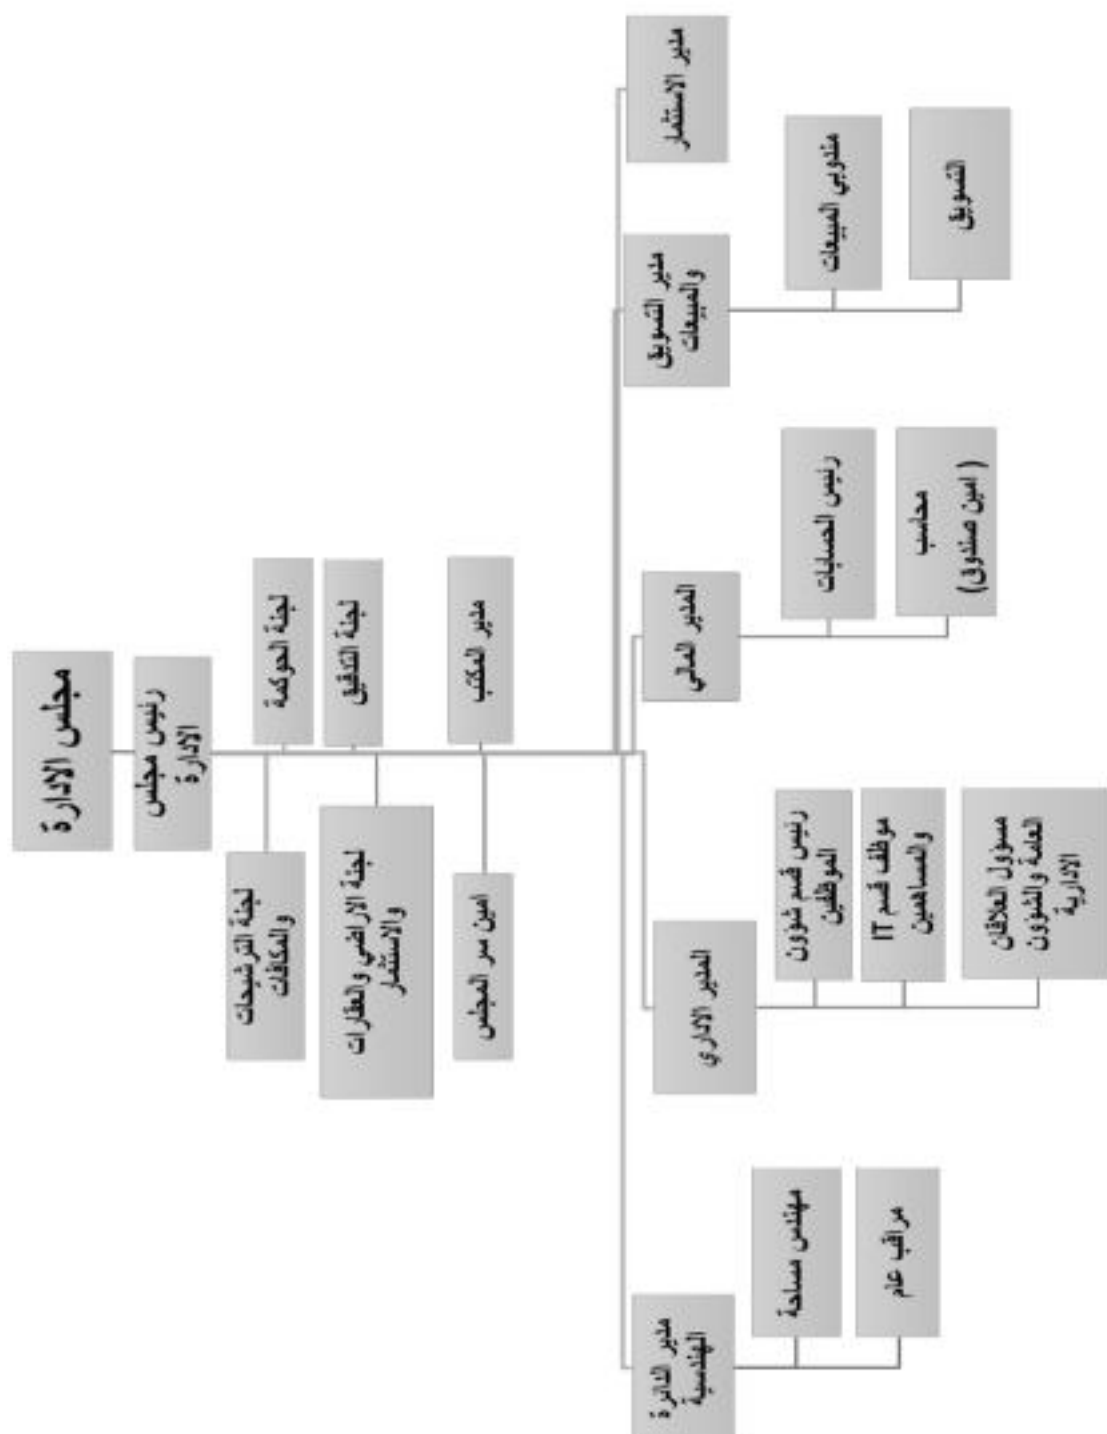 مجلس الادارة
رئيس مجلس
الادارة
لجنة الحوكمة
لجنة الترشيحات
والمكافات
لجنة التدقيق
لجنة الاراضي والعقارات
والاستثمار
مدير المكتب
امين سر المجلس
مدير الاستثمار
مدير التسويق
والمبيعات
مندوبي المبيعات
التسويق
المدير المالي
رئيس الحسابات
محاسب
( امين صندوق)
المدير الاداري
رئيس قسم شؤون
الموظفين
موظف قسم IT
والمساهمين
مسؤول العلاقان
العامة والشؤون
الادارية
مدير الدائرة
الهندسية
مهندس مساحة
مراقب عام